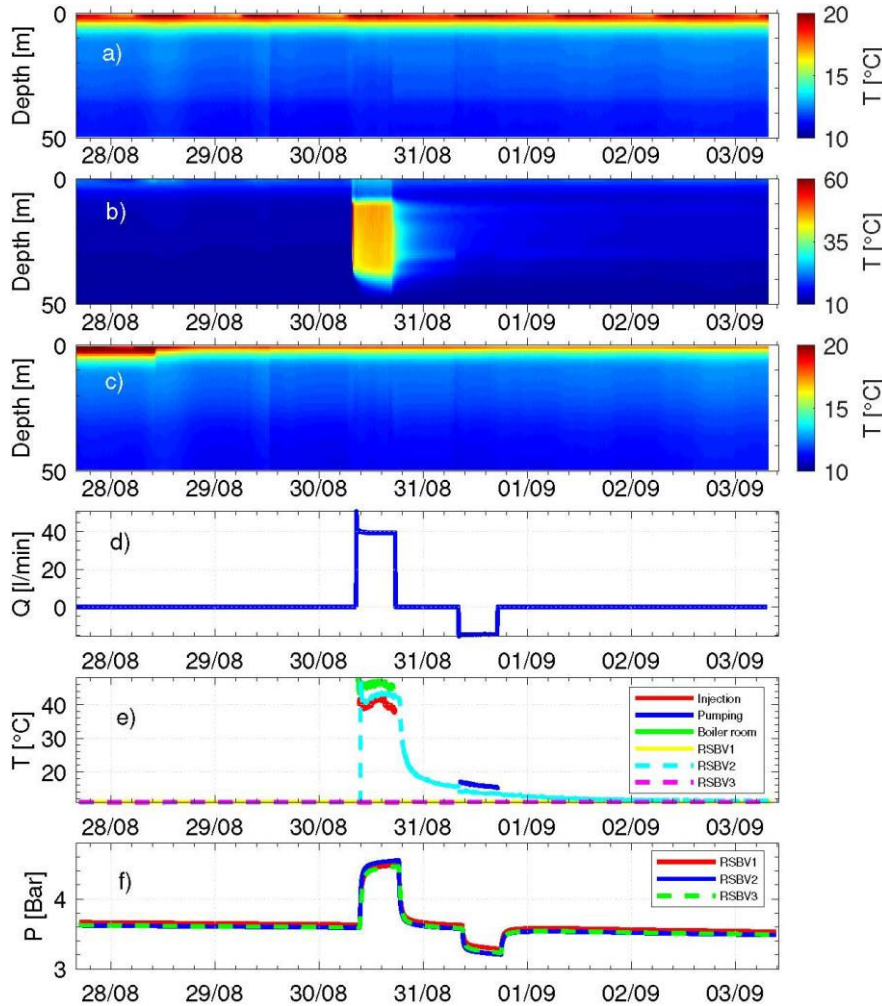 0
a)
Depth [m]
50
28/08 29/08 30/08 31/08 01/09 02/09 03/09
20
15
10
T [°C]
0
b)
Depth [m]
50
28/08 29/08 30/08 31/08 01/09 02/09 03/09
60
35
10
T [°C]
0
c)
Depth [m]
50
28/08 29/08 30/08 31/08 01/09 02/09 03/09
20
15
10
T [°C]
d)
Q [l/min]
40
20
0
28/08 29/08 30/08 31/08 01/09 02/09 03/09
e)
T [°C]
40
30
20
Injection
Pumping
Boiler room
RSBV1
RSBV2
RSBV3
28/08 29/08 30/08 31/08 01/09 02/09 03/09
f)
P [Bar]
4
3
RSBV1
RSBV2
RSBV3
28/08 29/08 30/08 31/08 01/09 02/09 03/09